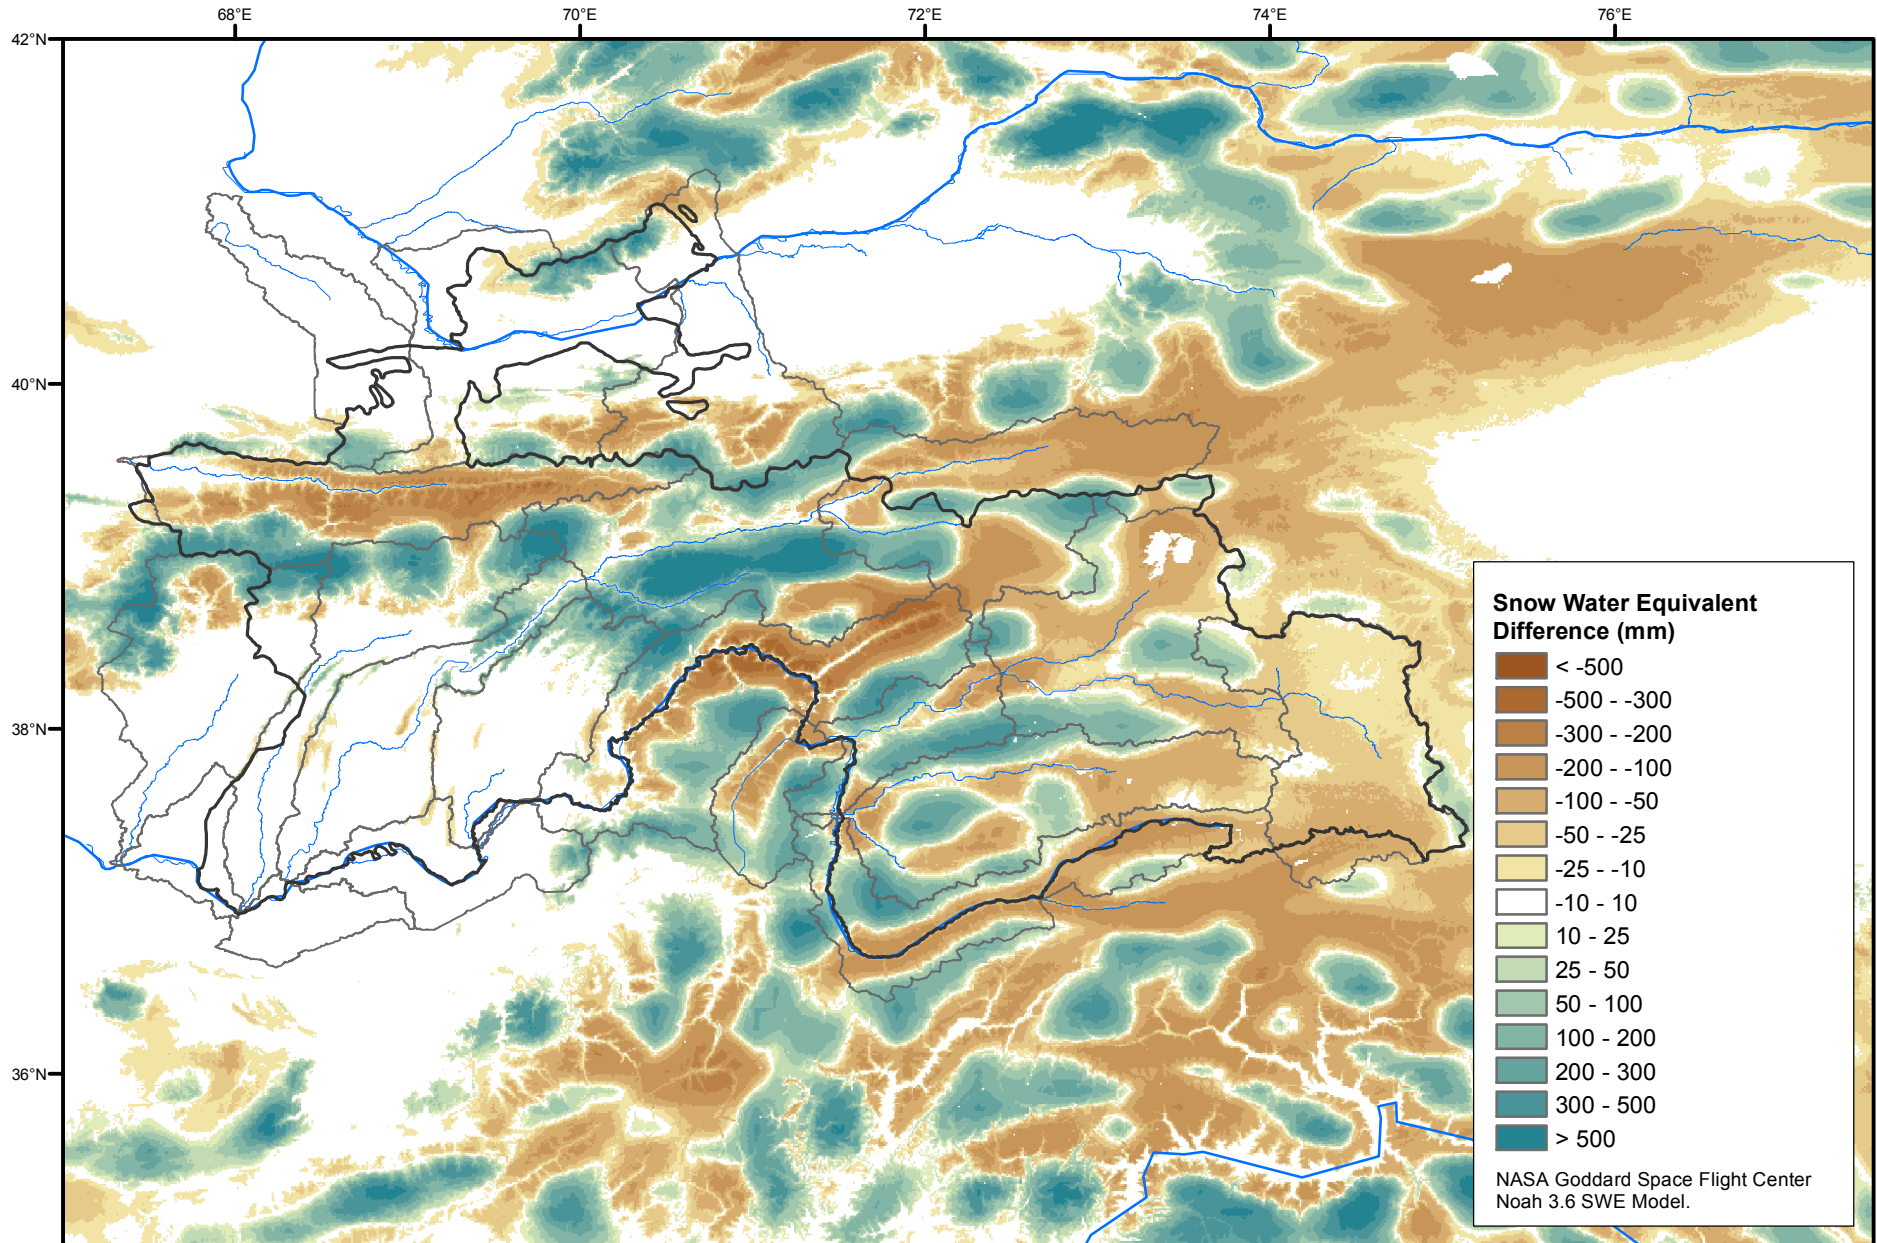 68°E
70°E
72°E
74°E
76°E
42°N
40°N
38°N
36°N
Snow Water Equivalent
Difference (mm)
< -500
-500 - -300
-300 - -200
-200 - -100
-100 - -50
-50 - -25
-25 - -10
-10 - 10
10 - 25
25 - 50
50 - 100
100 - 200
200 - 300
300 - 500
> 500
NASA Goddard Space Flight Center
Noah 3.6 SWE Model.